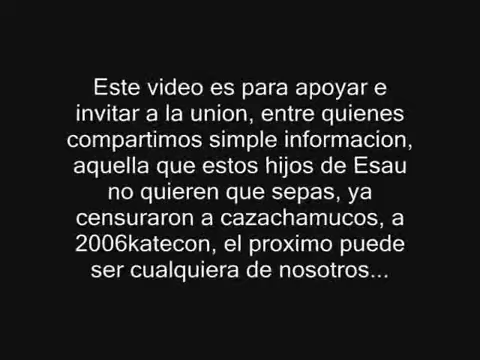 Este video es para apoyar e
invitar a la union, entre quienes
compartimos simple informacion,
aquella que estos hijos de Esau
no quieren que sepas, ya
censuraron a cazachamucos, a
2006katecon, el proximo puede
ser cualquiera de nosotros...